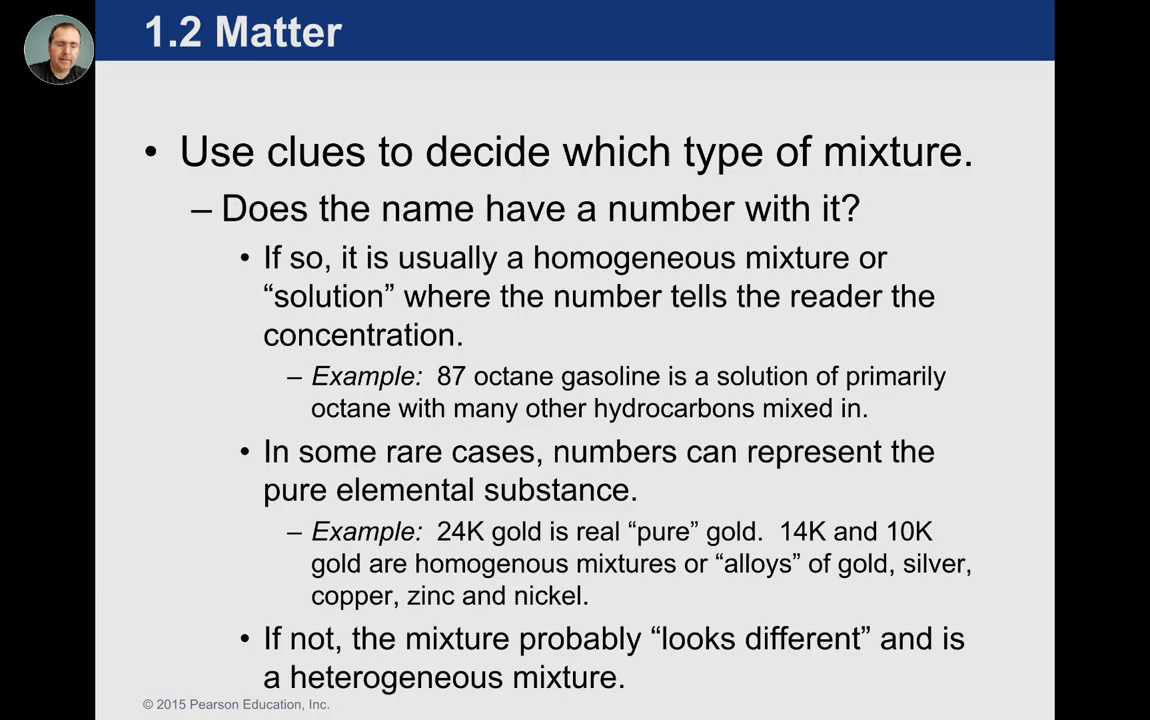 1.2 Matter
• Use clues to decide which type of mixture.
– Does the name have a number with it?
• If so, it is usually a homogeneous mixture or
“solution” where the number tells the reader the
concentration.
– Example: 87 octane gasoline is a solution of primarily
octane with many other hydrocarbons mixed in.
• In some rare cases, numbers can represent the
pure elemental substance.
– Example: 24K gold is real “pure” gold. 14K and 10K
gold are homogenous mixtures or “alloys” of gold, silver,
copper, zinc and nickel.
• If not, the mixture probably “looks different” and is
a heterogeneous mixture.
© 2015 Pearson Education, Inc.